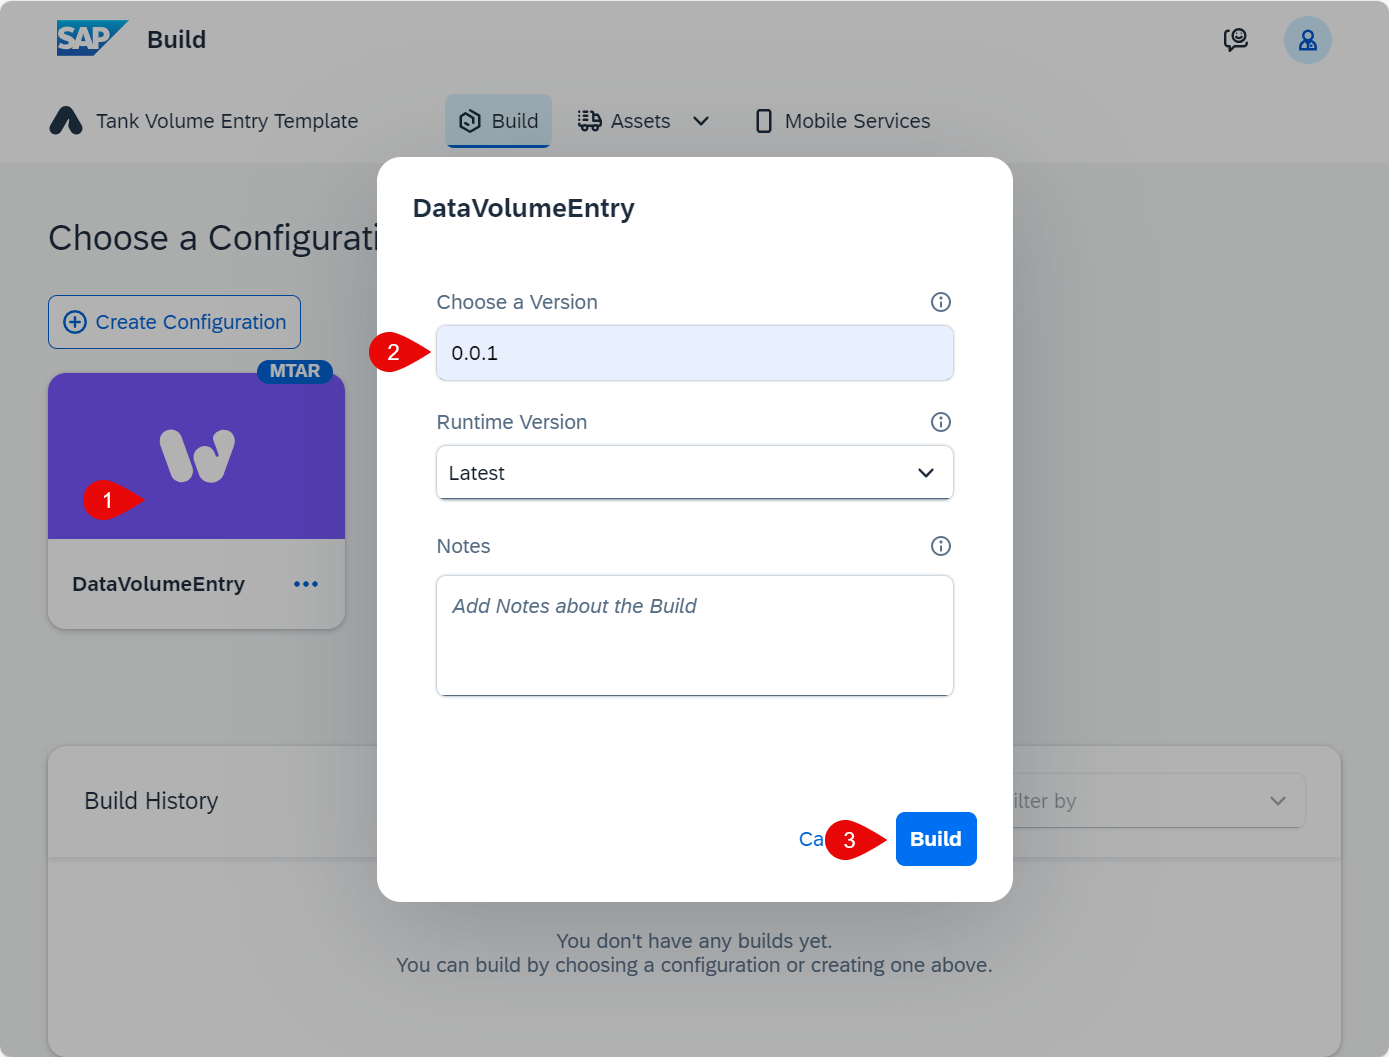 SAP Build
Tank Volume Entry Template Build Assets Mobile Services
DataVolumeEntry
Choose a Configurati
Choose a Version
Create Configuration
2 0.0.1
MTAR
Runtime Version
Latest
1
Notes
DataVolumeEntry
Add Notes about the Build
Build History
ilter by
Ca 3 Build
You don't have any builds yet.
You can build by choosing a configuration or creating one above.